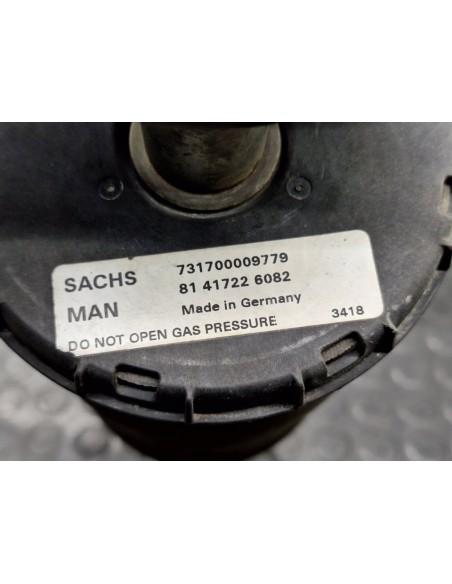 SACHS 731700009779
MAN 81 41722 6082
Made in Germany
DO NOT OPEN GAS PRESSURE 3418